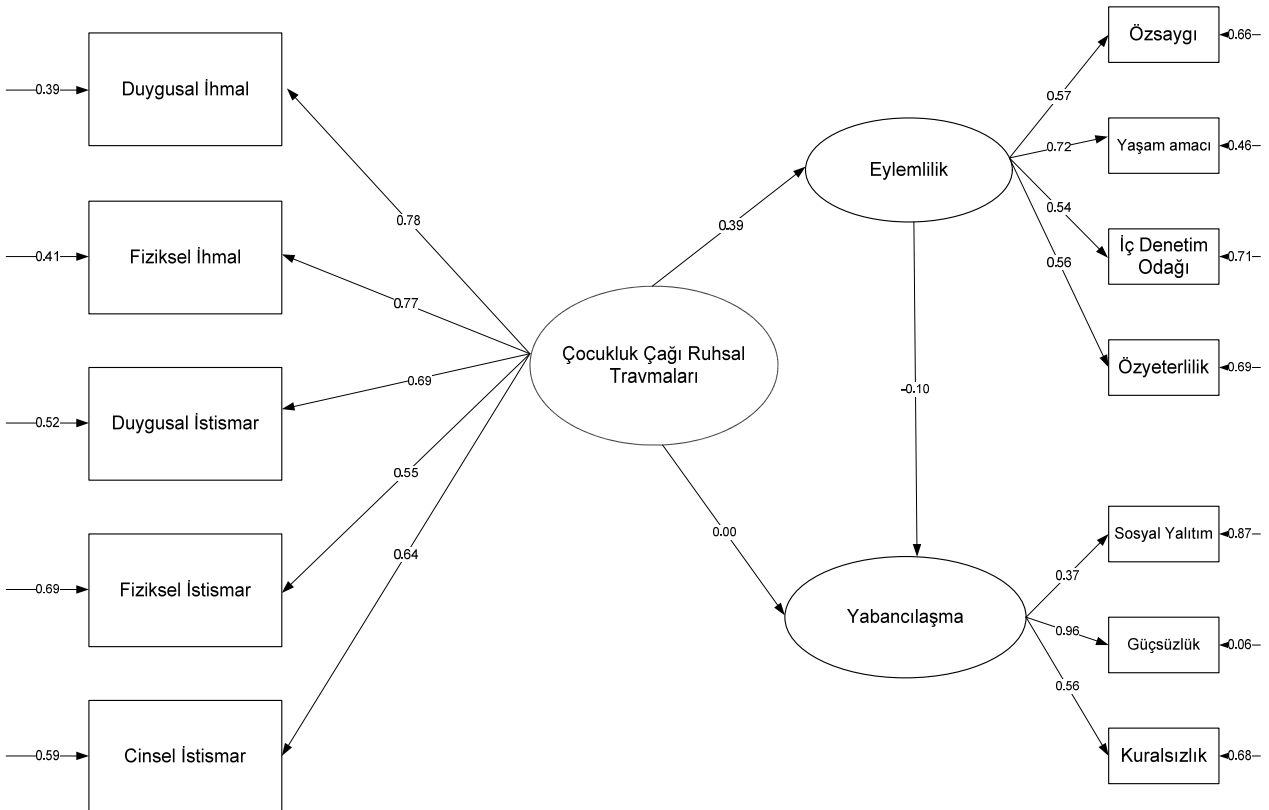 0.39
Duygusal İhmal
0.41
Fiziksel İhmal
0.52
Duygusal İstismar
0.69
Fiziksel İstismar
0.59
Cinsel İstismar
0.78
0.77
0.69
0.55
0.64
Çocukluk Çağı Ruhsal
Travmaları
0.39
0.00
Eylemlilik
-0.10
Yabancılaşma
0.57
0.72
0.54
0.56
Özsaygı
0.66
Yaşam amacı
0.46
İç Denetim
Odağı
0.71
Özyeterlilik
0.69
0.37
0.96
0.56
Sosyal Yalıtım
0.87
Güçsüzlük
0.06
Kuralsızlık
0.68